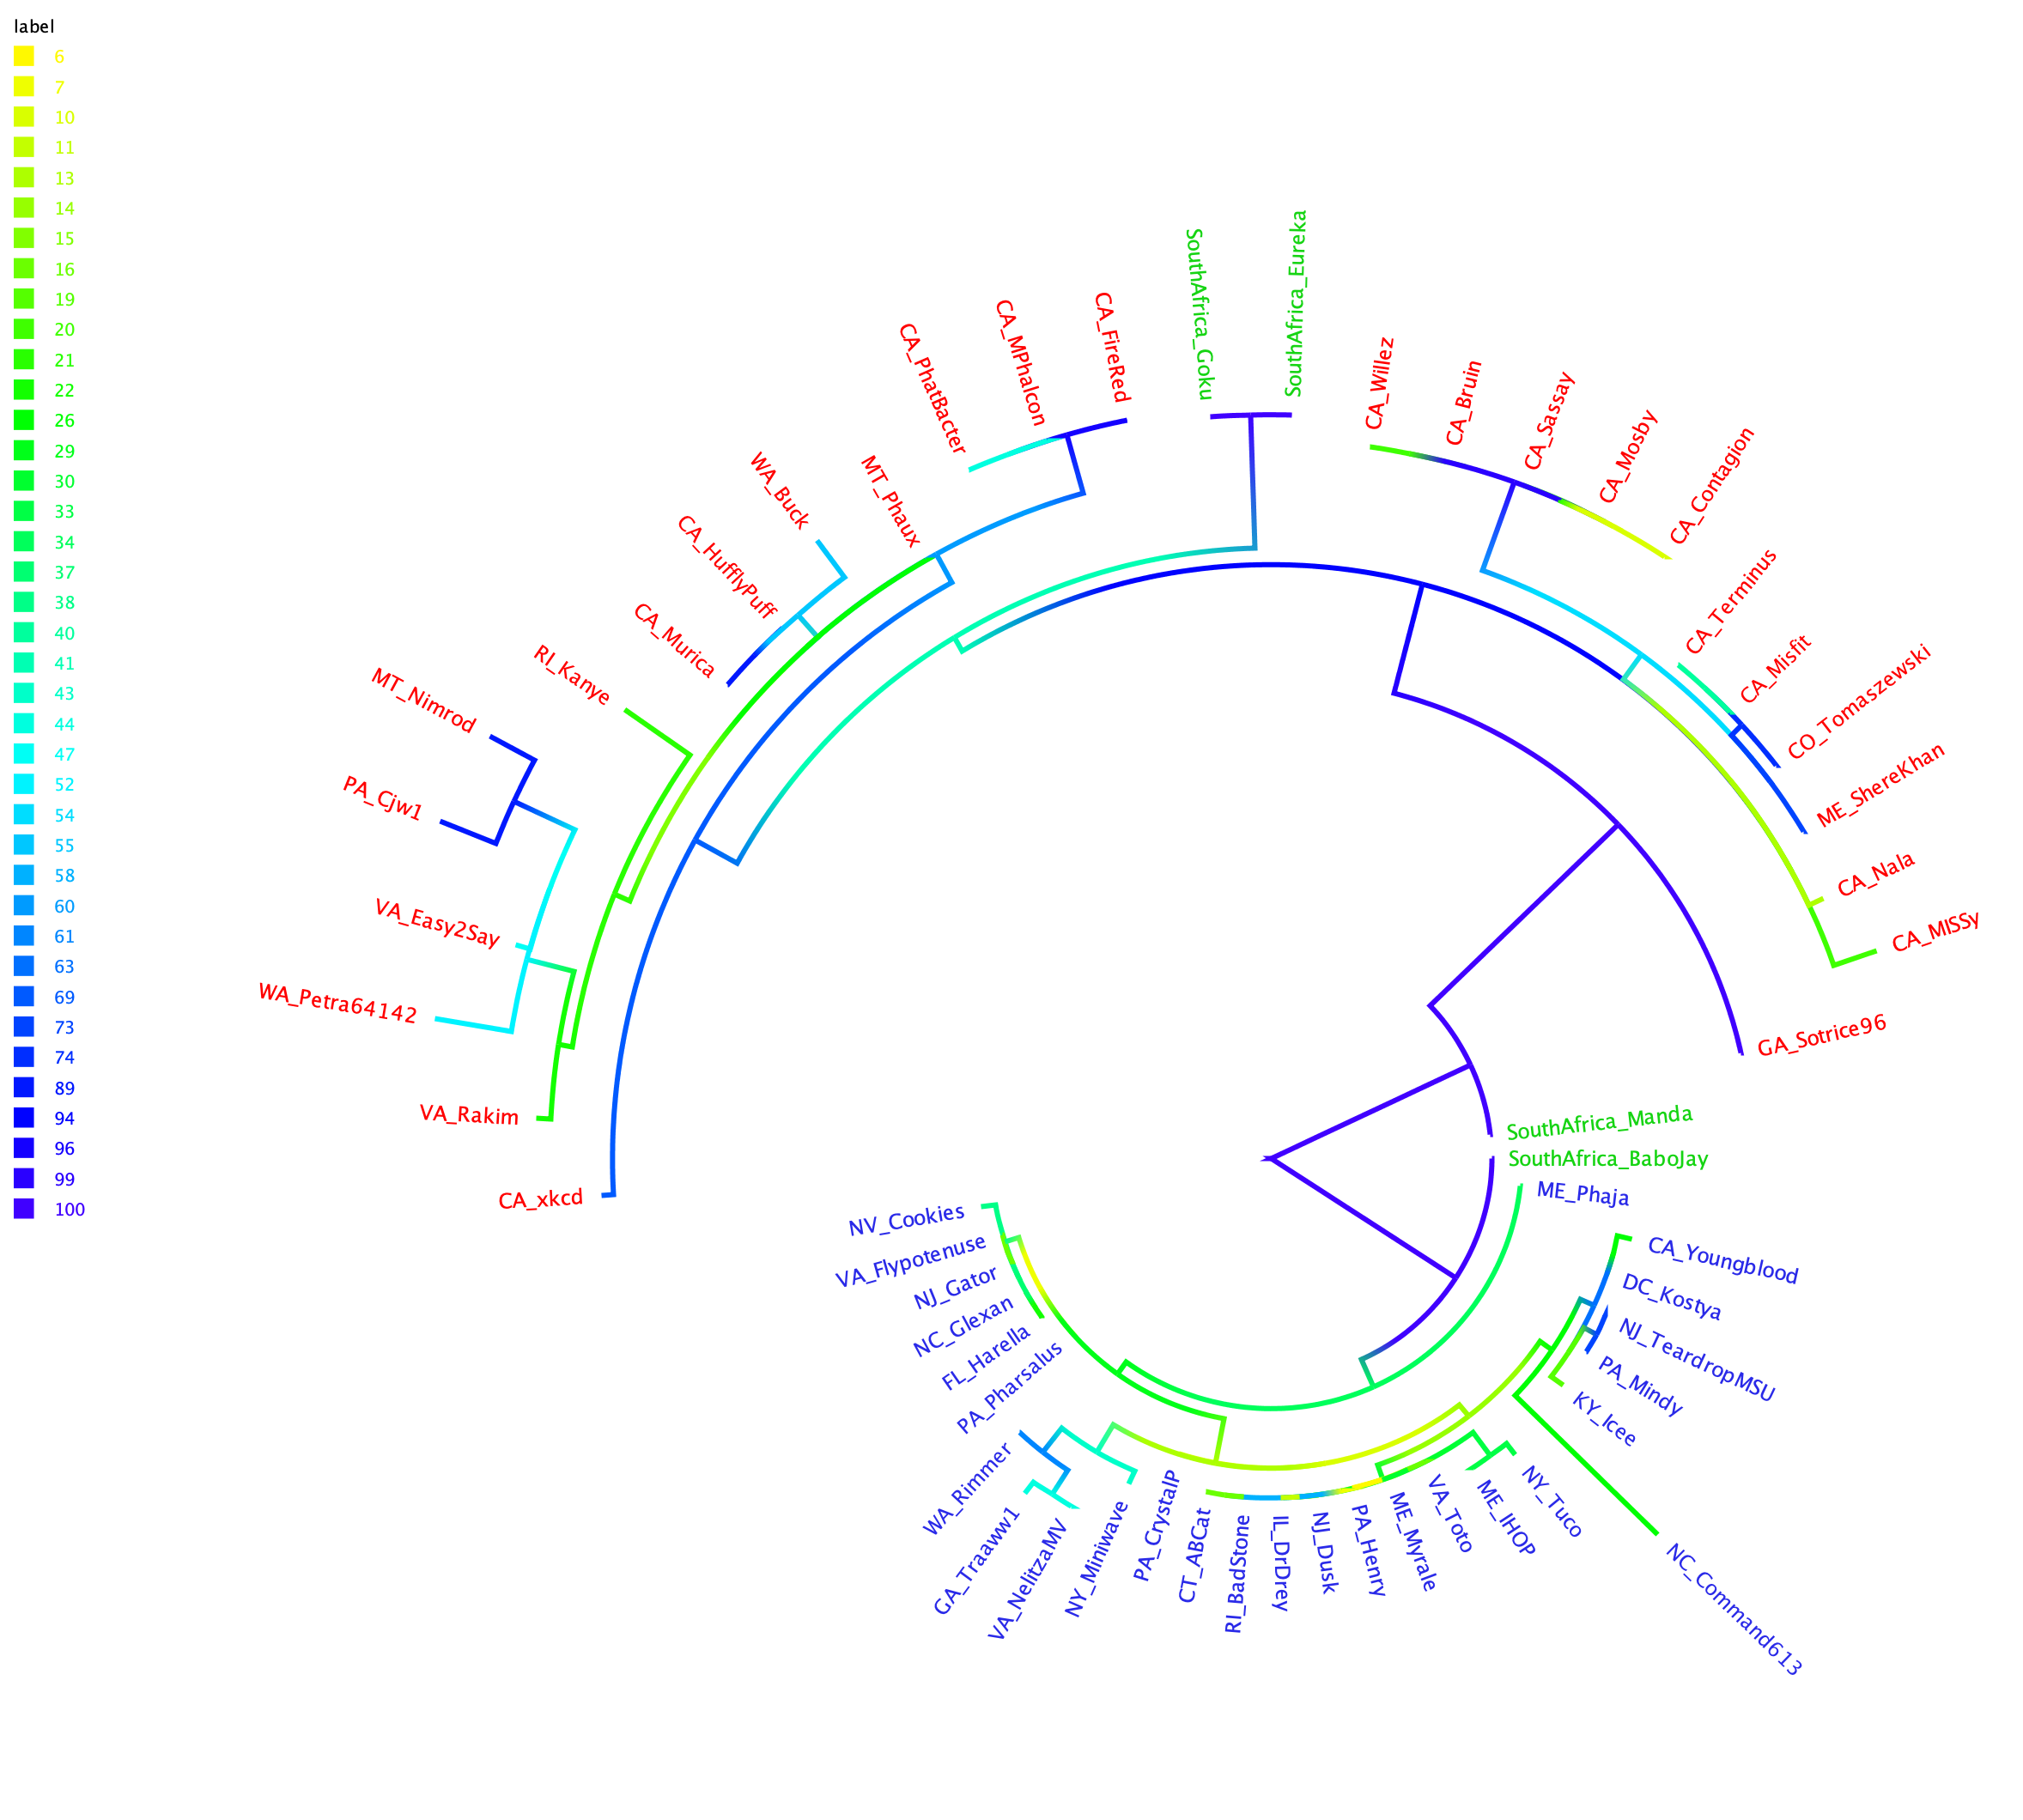 label
6
7
10
11
13
14
15
16
19
20
21
22
26
29
30
33
34
37
38
40
41
43
44
47
52
54
55
58
60
61
63
69
73
74
89
94
96
99
100
SouthAfrica_Goku
SouthAfrica_Eureka
CA_Willez
CA_Bruin
CA_Sassay
CA_Mosby
CA_Contagion
CA_Terminus
CA_Misfit
CO_Tomaszewski
ME_ShereKhan
CA_Nala
CA_MISSy
GA_Sotrice96
SouthAfrica_Manda
SouthAfrica_BaboJay
ME_Phaja
CA_Youngblood
DC_Kostya
NJ_TeardropMSU
PA_Mindy
KY_Icee
NC_Command613
NY_Tuco
ME_IHOP
VA_Toto
ME_Myrale
PA_Henry
NJ_Dusk
IL_DrDrey
RI_BadStone
CT_ABCat
PA_CrystalP
NY_Miniwave
VA_NelitzaMV
GA_Traaww1
WA_Rimmer
PA_Pharsalus
FL_Harella
NC_Glexan
NJ_Gator
VA_Flypotenuse
NV_Cookies
CA_xkcd
VA_Rakim
WA_Petra64142
VA_Easy2Say
PA_Cjw1
MT_Nimrod
RI_Kanye
CA_Murica
CA_HufflyPuff
WA_Buck
MT_Phaux
CA_PhatBacter
CA_MPhalcon
CA_FireRed